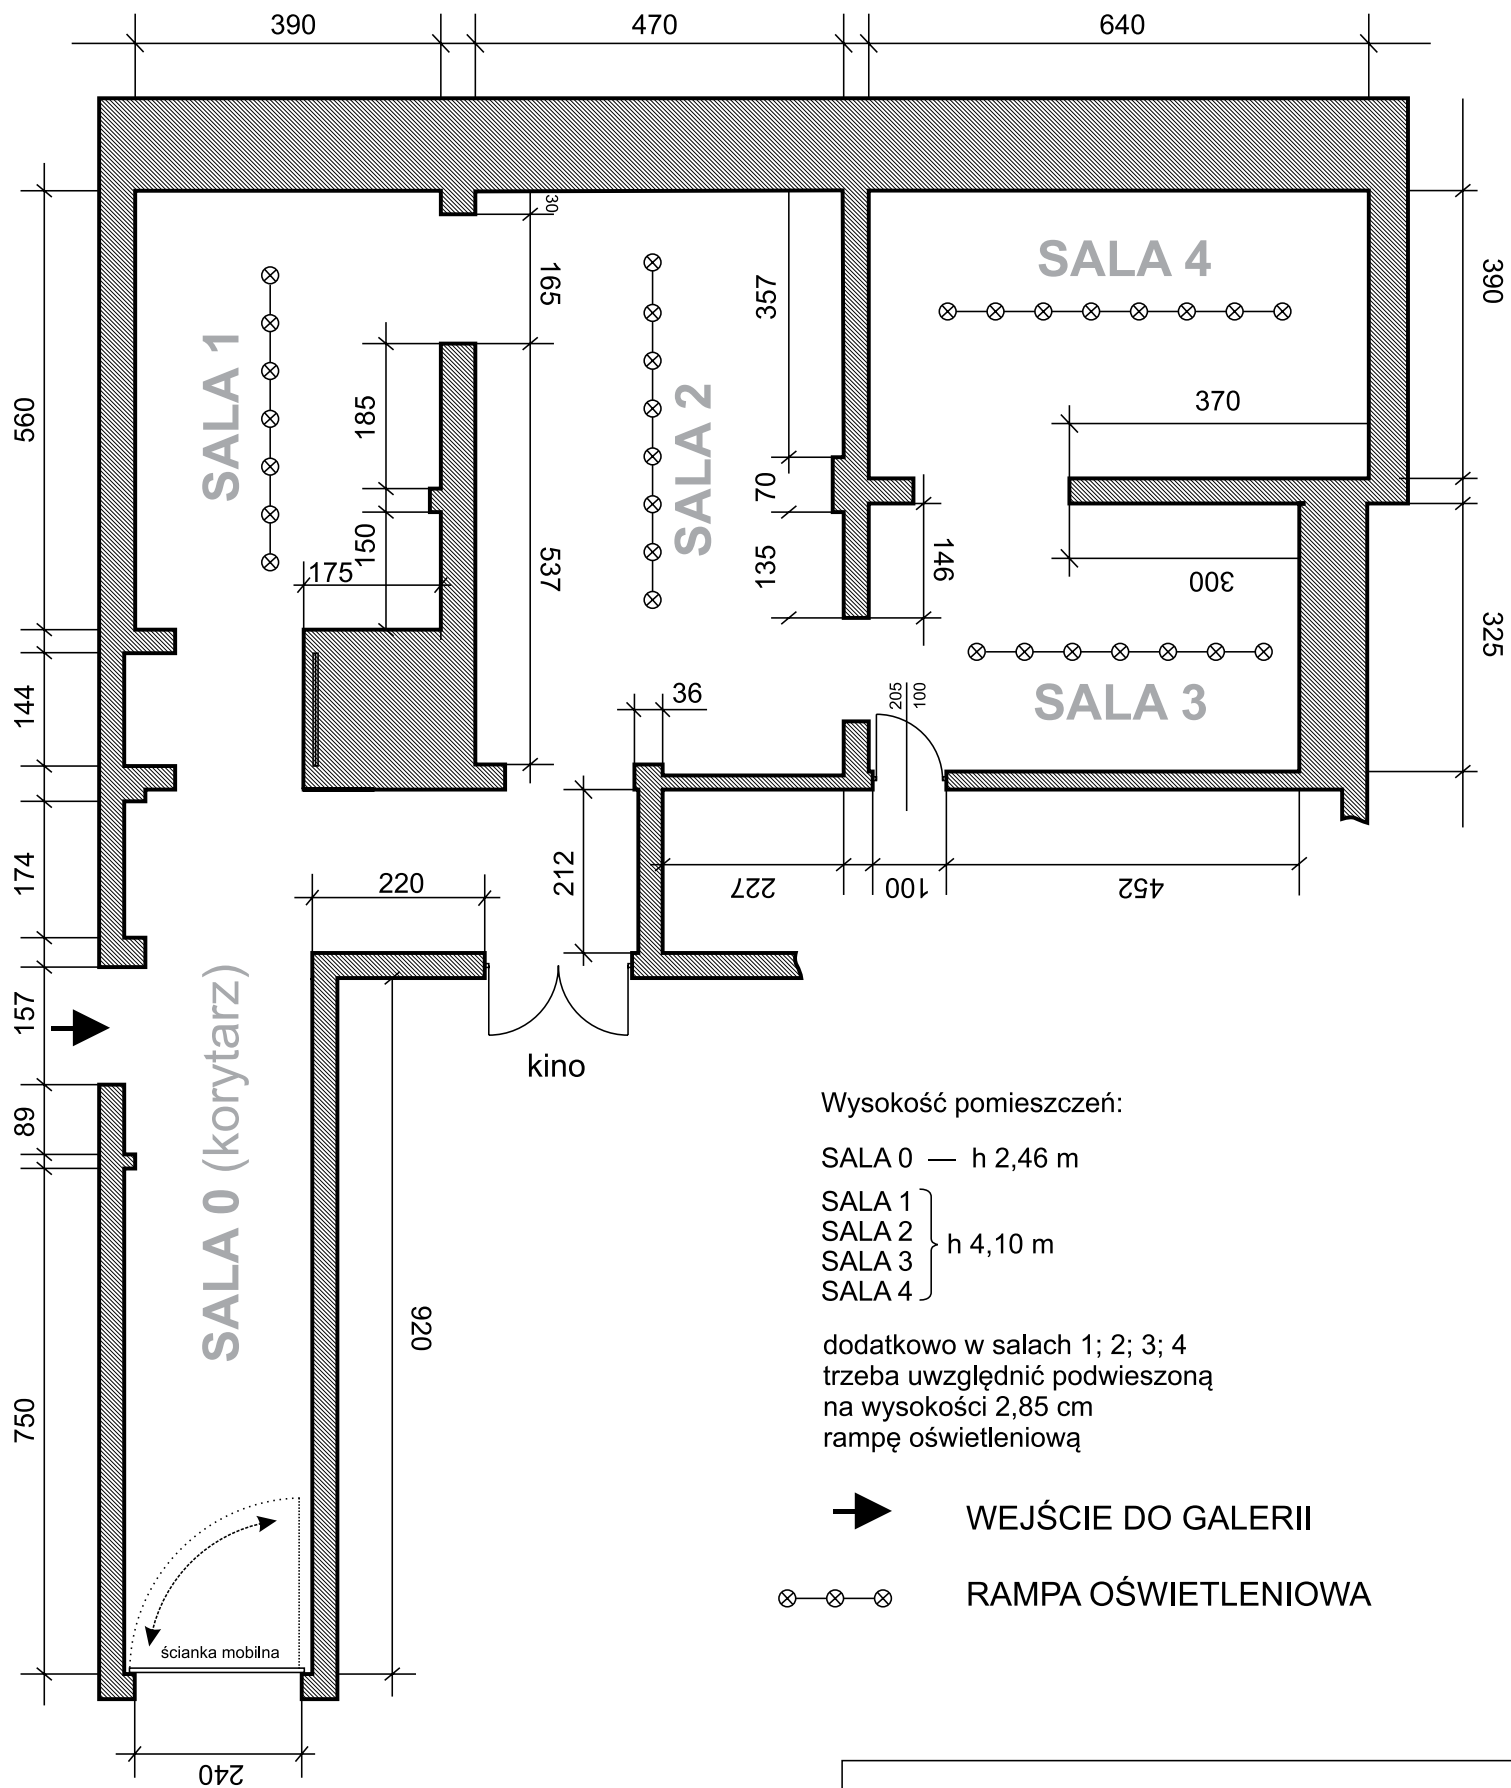 390
470
640
30
165
357
SALA 4
390
SALA 1
370
560
185
SALA 2
70
150
537
135
146
175
300
325
144
36
205
100
SALA 3
174
220
212
227
100
452
157
SALA 0 (korytarz)
kino
89
Wysokość pomieszczeń:
SALA 0 — h 2,46 m
SALA 1
SALA 2
h 4,10 m
SALA 3
SALA 4
920
dodatkowo w salach 1; 2; 3; 4
trzeba uwzględnić podwieszoną
na wysokości 2,85 cm
rampę oświetleniową
750
WEJŚCIE DO GALERII
RAMPA OŚWIETLENIOWA
ścianka mobilna
240